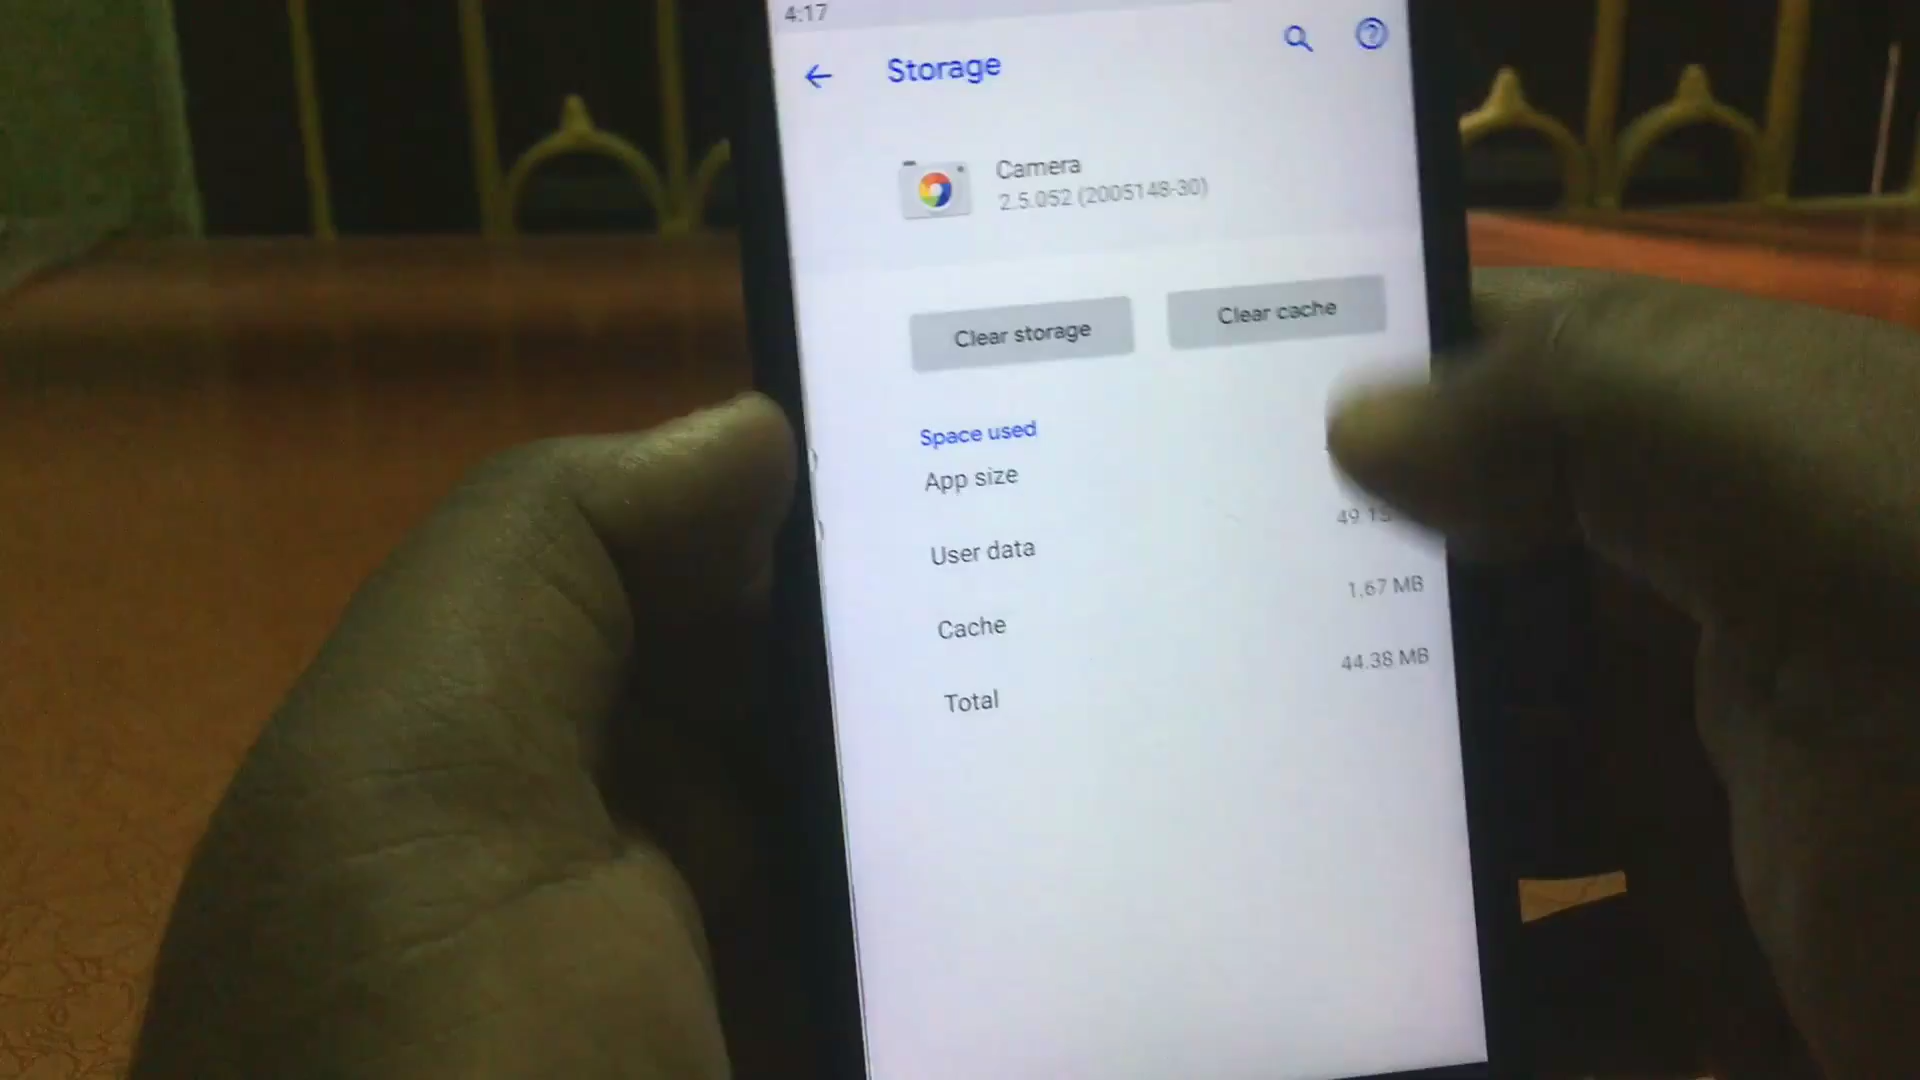 4:17
Storage
Camera
2.5.052 (2005148-30)
Clear storage
Clear cache
Space used
App size
User data
1.67 MB
Cache
44.38 MB
Total